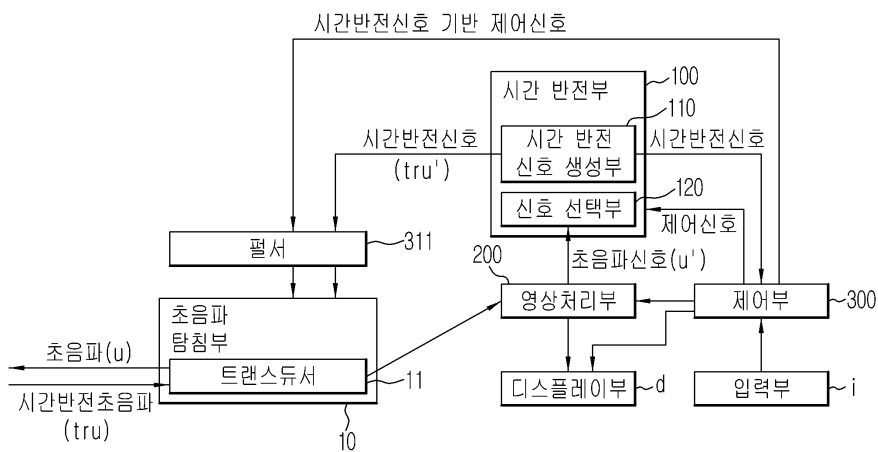 시간반전신호 기반 제어신호
100
시간 반전부
110
시간반전신호
(tru')
시간 반전
신호 생성부
시간반전신호
120
신호 선택부
제어신호
펄서
311
200
초음파신호(u')
영상처리부
제어부
300
초음파
탐침부
초음파(u)
트랜스듀서
11
시간반전초음파
(tru)
10
디스플레이부
d
입력부
i